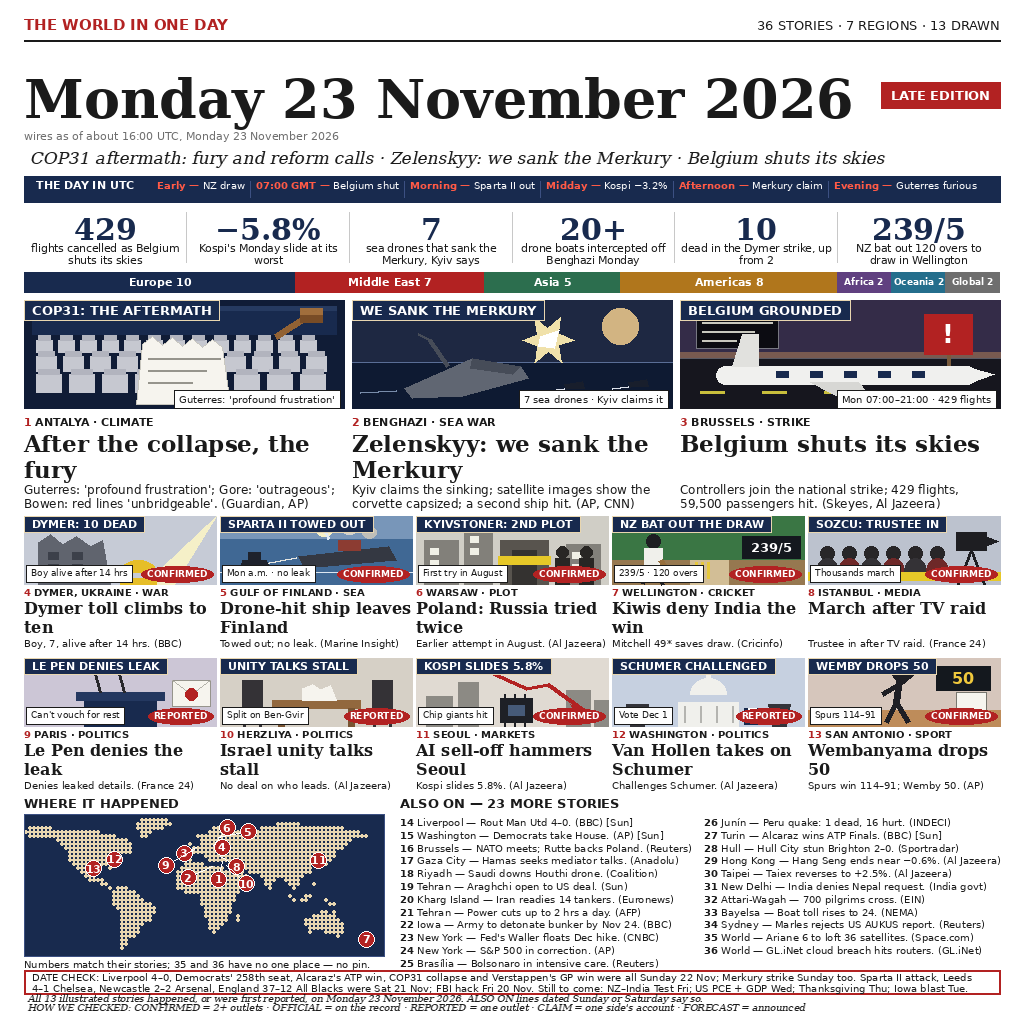 THE WORLD IN ONE DAY
36 STORIES · 7 REGIONS · 13 DRAWN
Monday 23 November 2026
LATE EDITION
wires as of about 16:00 UTC, Monday 23 November 2026
COP31 aftermath: fury and reform calls · Zelenskyy: we sank the Merkury · Belgium shuts its skies
THE DAY IN UTC
Early — NZ draw
07:00 GMT — Belgium shut
Morning — Sparta II out
Midday — Kospi −3.2%
Afternoon — Merkury claim
Evening — Guterres furious
429
flights cancelled as Belgium
shuts its skies
−5.8%
Kospi's Monday slide at its
worst
7
sea drones that sank the
Merkury, Kyiv says
20+
drone boats intercepted off
Benghazi Monday
10
dead in the Dymer strike, up
from 2
239/5
NZ bat out 120 overs to
draw in Wellington
Europe 10
Middle East 7
Asia 5
Americas 8
Africa 2
Oceania 2
Global 2
COP31: THE AFTERMATH
Guterres: 'profound frustration'
WE SANK THE MERKURY
7 sea drones · Kyiv claims it
BELGIUM GROUNDED
!
Mon 07:00–21:00 · 429 flights
1 ANTALYA · CLIMATE
After the collapse, the
fury
Guterres: 'profound frustration'; Gore: 'outrageous';
Bowen: red lines 'unbridgeable'. (Guardian, AP)
2 BENGHAZI · SEA WAR
Zelenskyy: we sank the
Merkury
Kyiv claims the sinking; satellite images show the
corvette capsized; a second ship hit. (AP, CNN)
3 BRUSSELS · STRIKE
Belgium shuts its skies
Controllers join the national strike; 429 flights,
59,500 passengers hit. (Skeyes, Al Jazeera)
DYMER: 10 DEAD
Boy alive after 14 hrs
CONFIRMED
SPARTA II TOWED OUT
Mon a.m. · no leak
CONFIRMED
KYIVSTONER: 2ND PLOT
First try in August
CONFIRMED
NZ BAT OUT THE DRAW
239/5
239/5 · 120 overs
CONFIRMED
SOZCU: TRUSTEE IN
Thousands march
CONFIRMED
4 DYMER, UKRAINE · WAR
Dymer toll climbs to
ten
Boy, 7, alive after 14 hrs. (BBC)
5 GULF OF FINLAND · SEA
Drone-hit ship leaves
Finland
Towed out; no leak. (Marine Insight)
6 WARSAW · PLOT
Poland: Russia tried
twice
Earlier attempt in August. (Al Jazeera)
7 WELLINGTON · CRICKET
Kiwis deny India the
win
Mitchell 49* saves draw. (Cricinfo)
8 ISTANBUL · MEDIA
March after TV raid
Trustee in after TV raid. (France 24)
LE PEN DENIES LEAK
Can't vouch for rest
REPORTED
UNITY TALKS STALL
Split on Ben-Gvir
REPORTED
KOSPI SLIDES 5.8%
Chip giants hit
CONFIRMED
SCHUMER CHALLENGED
Vote Dec 1
REPORTED
WEMBY DROPS 50
50
Spurs 114–91
CONFIRMED
9 PARIS · POLITICS
Le Pen denies the
leak
Denies leaked details. (France 24)
10 HERZLIYA · POLITICS
Israel unity talks
stall
No deal on who leads. (Al Jazeera)
11 SEOUL · MARKETS
AI sell-off hammers
Seoul
Kospi slides 5.8%. (Al Jazeera)
12 WASHINGTON · POLITICS
Van Hollen takes on
Schumer
Challenges Schumer. (Al Jazeera)
13 SAN ANTONIO · SPORT
Wembanyama drops
50
Spurs win 114–91; Wemby 50. (AP)
WHERE IT HAPPENED
6
5
4
3
12
13
9
8
11
2
1
10
7
Numbers match their stories; 35 and 36 have no one place — no pin.
ALSO ON — 23 MORE STORIES
14 Liverpool — Rout Man Utd 4–0. (BBC) [Sun]
15 Washington — Democrats take House. (AP) [Sun]
16 Brussels — NATO meets; Rutte backs Poland. (Reuters)
17 Gaza City — Hamas seeks mediator talks. (Anadolu)
18 Riyadh — Saudi downs Houthi drone. (Coalition)
19 Tehran — Araghchi open to US deal. (Sun)
20 Kharg Island — Iran readies 14 tankers. (Euronews)
21 Tehran — Power cuts up to 2 hrs a day. (AFP)
22 Iowa — Army to detonate bunker by Nov 24. (BBC)
23 New York — Fed's Waller floats Dec hike. (CNBC)
24 New York — S&P 500 in correction. (AP)
25 Brasília — Bolsonaro in intensive care. (Reuters)
26 Junín — Peru quake: 1 dead, 16 hurt. (INDECI)
27 Turin — Alcaraz wins ATP Finals. (BBC) [Sun]
28 Hull — Hull City stun Brighton 2–0. (Sportradar)
29 Hong Kong — Hang Seng ends near −0.6%. (Al Jazeera)
30 Taipei — Taiex reverses to +2.5%. (Al Jazeera)
31 New Delhi — India denies Nepal request. (India govt)
32 Attari-Wagah — 700 pilgrims cross. (EIN)
33 Bayelsa — Boat toll rises to 24. (NEMA)
34 Sydney — Marles rejects US AUKUS report. (Reuters)
35 World — Ariane 6 to loft 36 satellites. (Space.com)
36 World — GL.iNet cloud breach hits routers. (GL.iNet)
DATE CHECK: Liverpool 4–0, Democrats' 258th seat, Alcaraz's ATP win, COP31 collapse and Verstappen's GP win were all Sunday 22 Nov; Merkury strike Sunday too. Sparta II attack, Leeds
4–1 Chelsea, Newcastle 2–2 Arsenal, England 37–12 All Blacks were Sat 21 Nov; FBI hack Fri 20 Nov. Still to come: NZ–India Test Fri; US PCE + GDP Wed; Thanksgiving Thu; Iowa blast Tue.
All 13 illustrated stories happened, or were first reported, on Monday 23 November 2026. ALSO ON lines dated Sunday or Saturday say so.
HOW WE CHECKED: CONFIRMED = 2+ outlets · OFFICIAL = on the record · REPORTED = one outlet · CLAIM = one side's account · FORECAST = announced